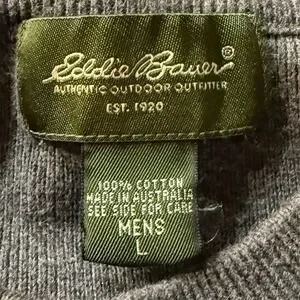 Eddie Bauer®
AUTHENTIC OUTDOOR OUTFITTER
EST. 1920
100% COTTON
MADE IN AUSTRALIA
SEE SIDE FOR CARE
MENS
L